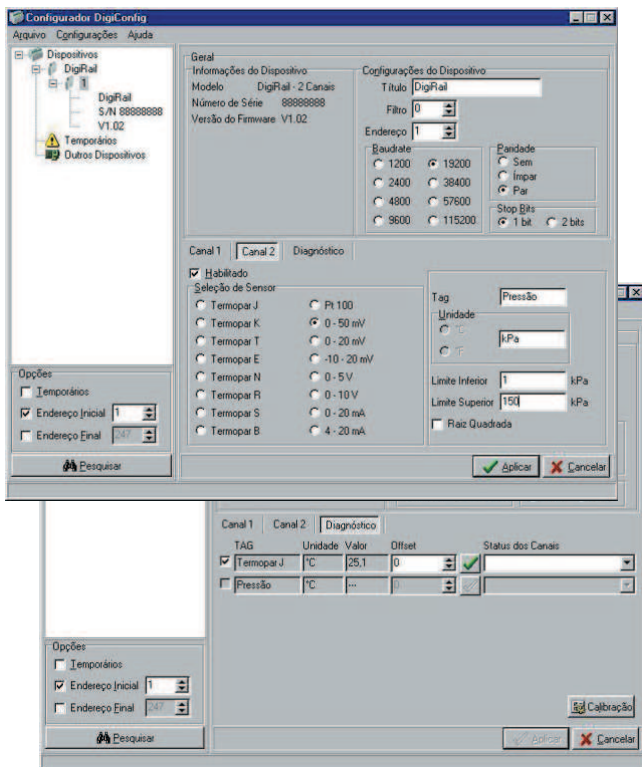 Configurador DigiConfig
Arquivo Configurações Ajuda
Dispositivos
DigiRail
1
DigiRail
S/N 88888888
V1.02
Temporários
Outros Dispositivos
Opções
Temporários
Endereço Inicial 1
Endereço Final 247
Pesquisar
Geral
Informações do Dispositivo
Modelo DigiRail - 2 Canais
Número de Série 88888888
Versão do Firmware V1.02
Configurações do Dispositivo
Título DigiRail
Filtro 0
Endereço 1
Baudrate
1200 19200
2400 38400
4800 57600
9600 115200
Paridade
Sem
Ímpar
Par
Stop Bits
1 bit 2 bits
Canal 1 Canal 2 Diagnóstico
Habilitado
Seleção de Sensor
Termopar J Pt 100
Termopar K 0 - 50 mV
Termopar T 0 - 20 mV
Termopar E -10 - 20 mV
Termopar N 0 - 5 V
Termopar R 0 - 10 V
Termopar S 0 - 20 mA
Termopar B 4 - 20 mA
Tag Pressão
Unidade
°C
kPa
°F
Limite Inferior 1 kPa
Limite Superior 150 kPa
Raiz Quadrada
Aplicar Cancelar
Canal 1 Canal 2 Diagnóstico
TAG Unidade Valor Offset Status dos Canais
Termopar J °C 25,1 0
Pressão °C --- 0
Opções
Temporários
Endereço Inicial 1
Endereço Final 247
Pesquisar
Calibração
Aplicar Cancelar